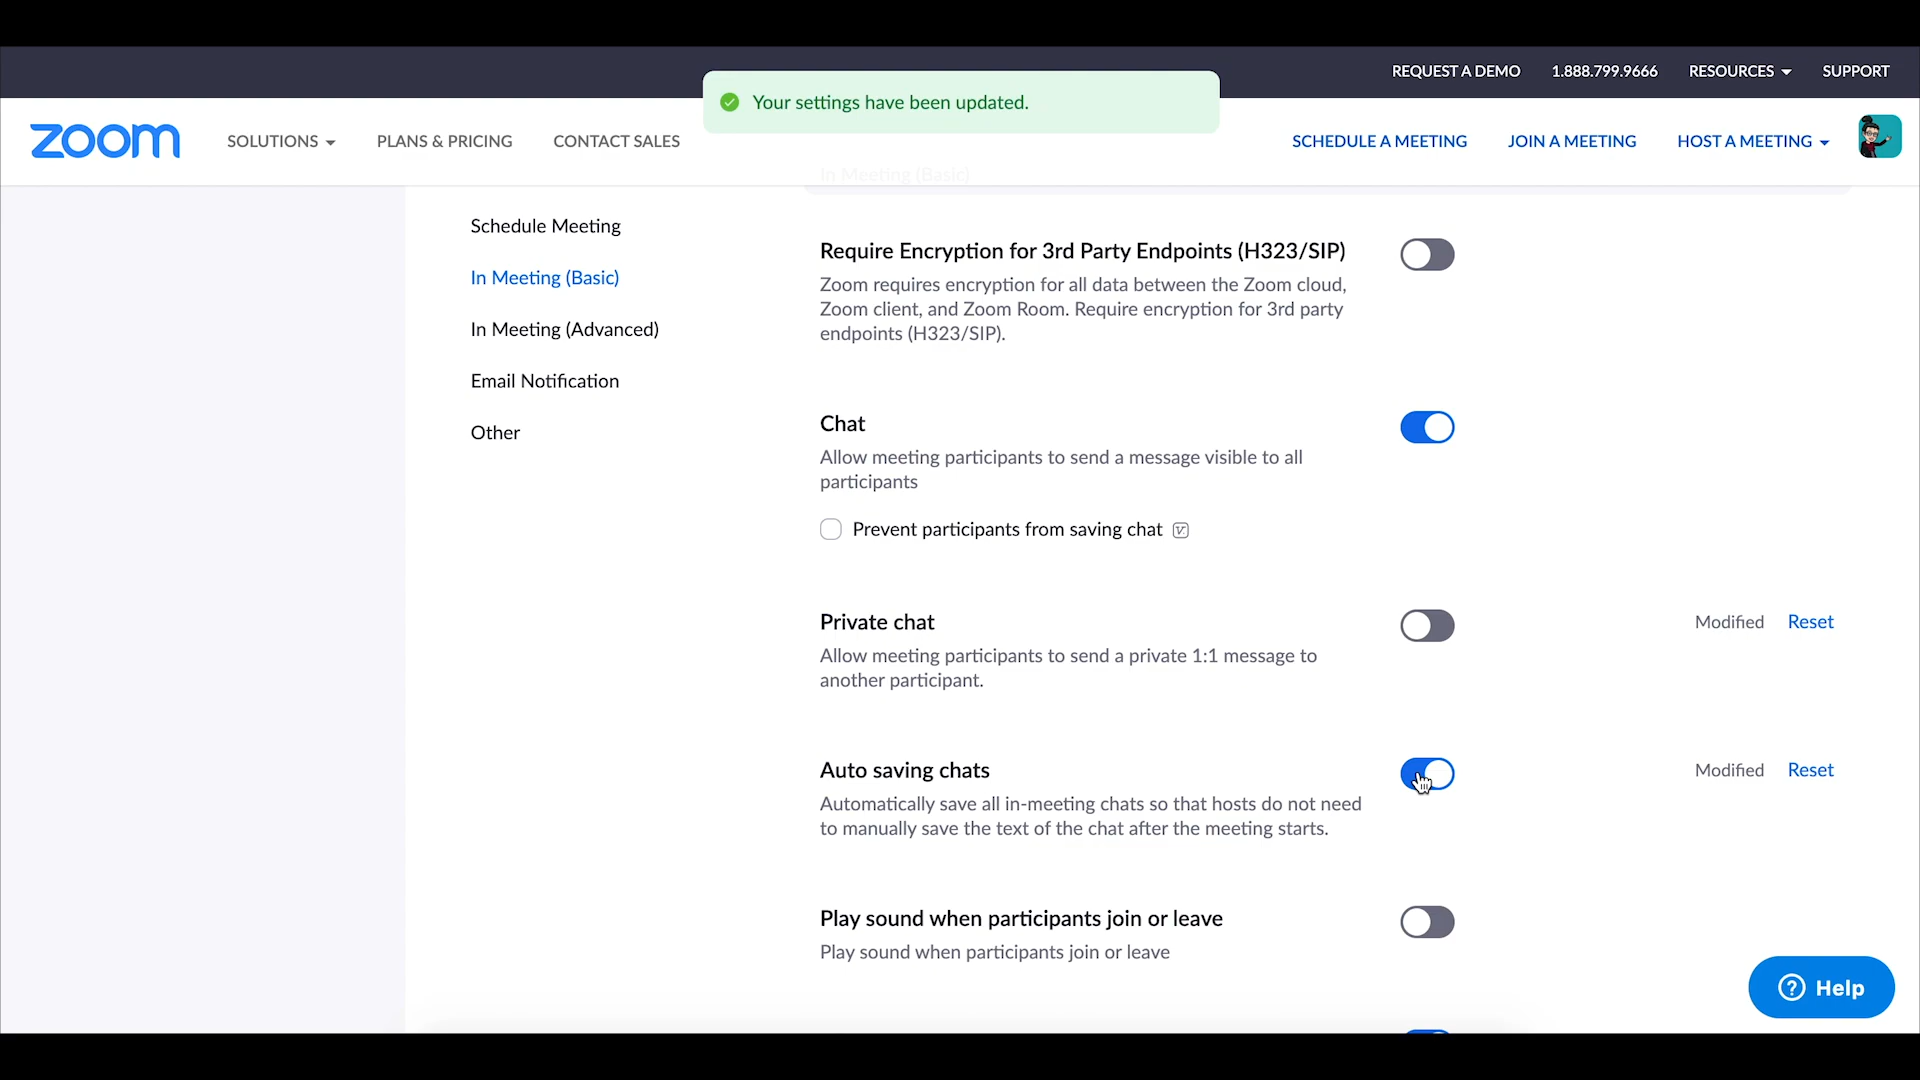 REQUEST A DEMO 1.888.799.9666 RESOURCES SUPPORT
Your settings have been updated.
zoom SOLUTIONS PLANS & PRICING CONTACT SALES SCHEDULE A MEETING JOIN A MEETING HOST A MEETING
In Meeting (Basic)
Schedule Meeting
In Meeting (Basic)
In Meeting (Advanced)
Email Notification
Other
Require Encryption for 3rd Party Endpoints (H323/SIP)
Zoom requires encryption for all data between the Zoom cloud,
Zoom client, and Zoom Room. Require encryption for 3rd party
endpoints (H323/SIP).
Chat
Allow meeting participants to send a message visible to all
participants
Prevent participants from saving chat
Private chat
Modified Reset
Allow meeting participants to send a private 1:1 message to
another participant.
Auto saving chats
Modified Reset
Automatically save all in-meeting chats so that hosts do not need
to manually save the text of the chat after the meeting starts.
Play sound when participants join or leave
Play sound when participants join or leave
Help